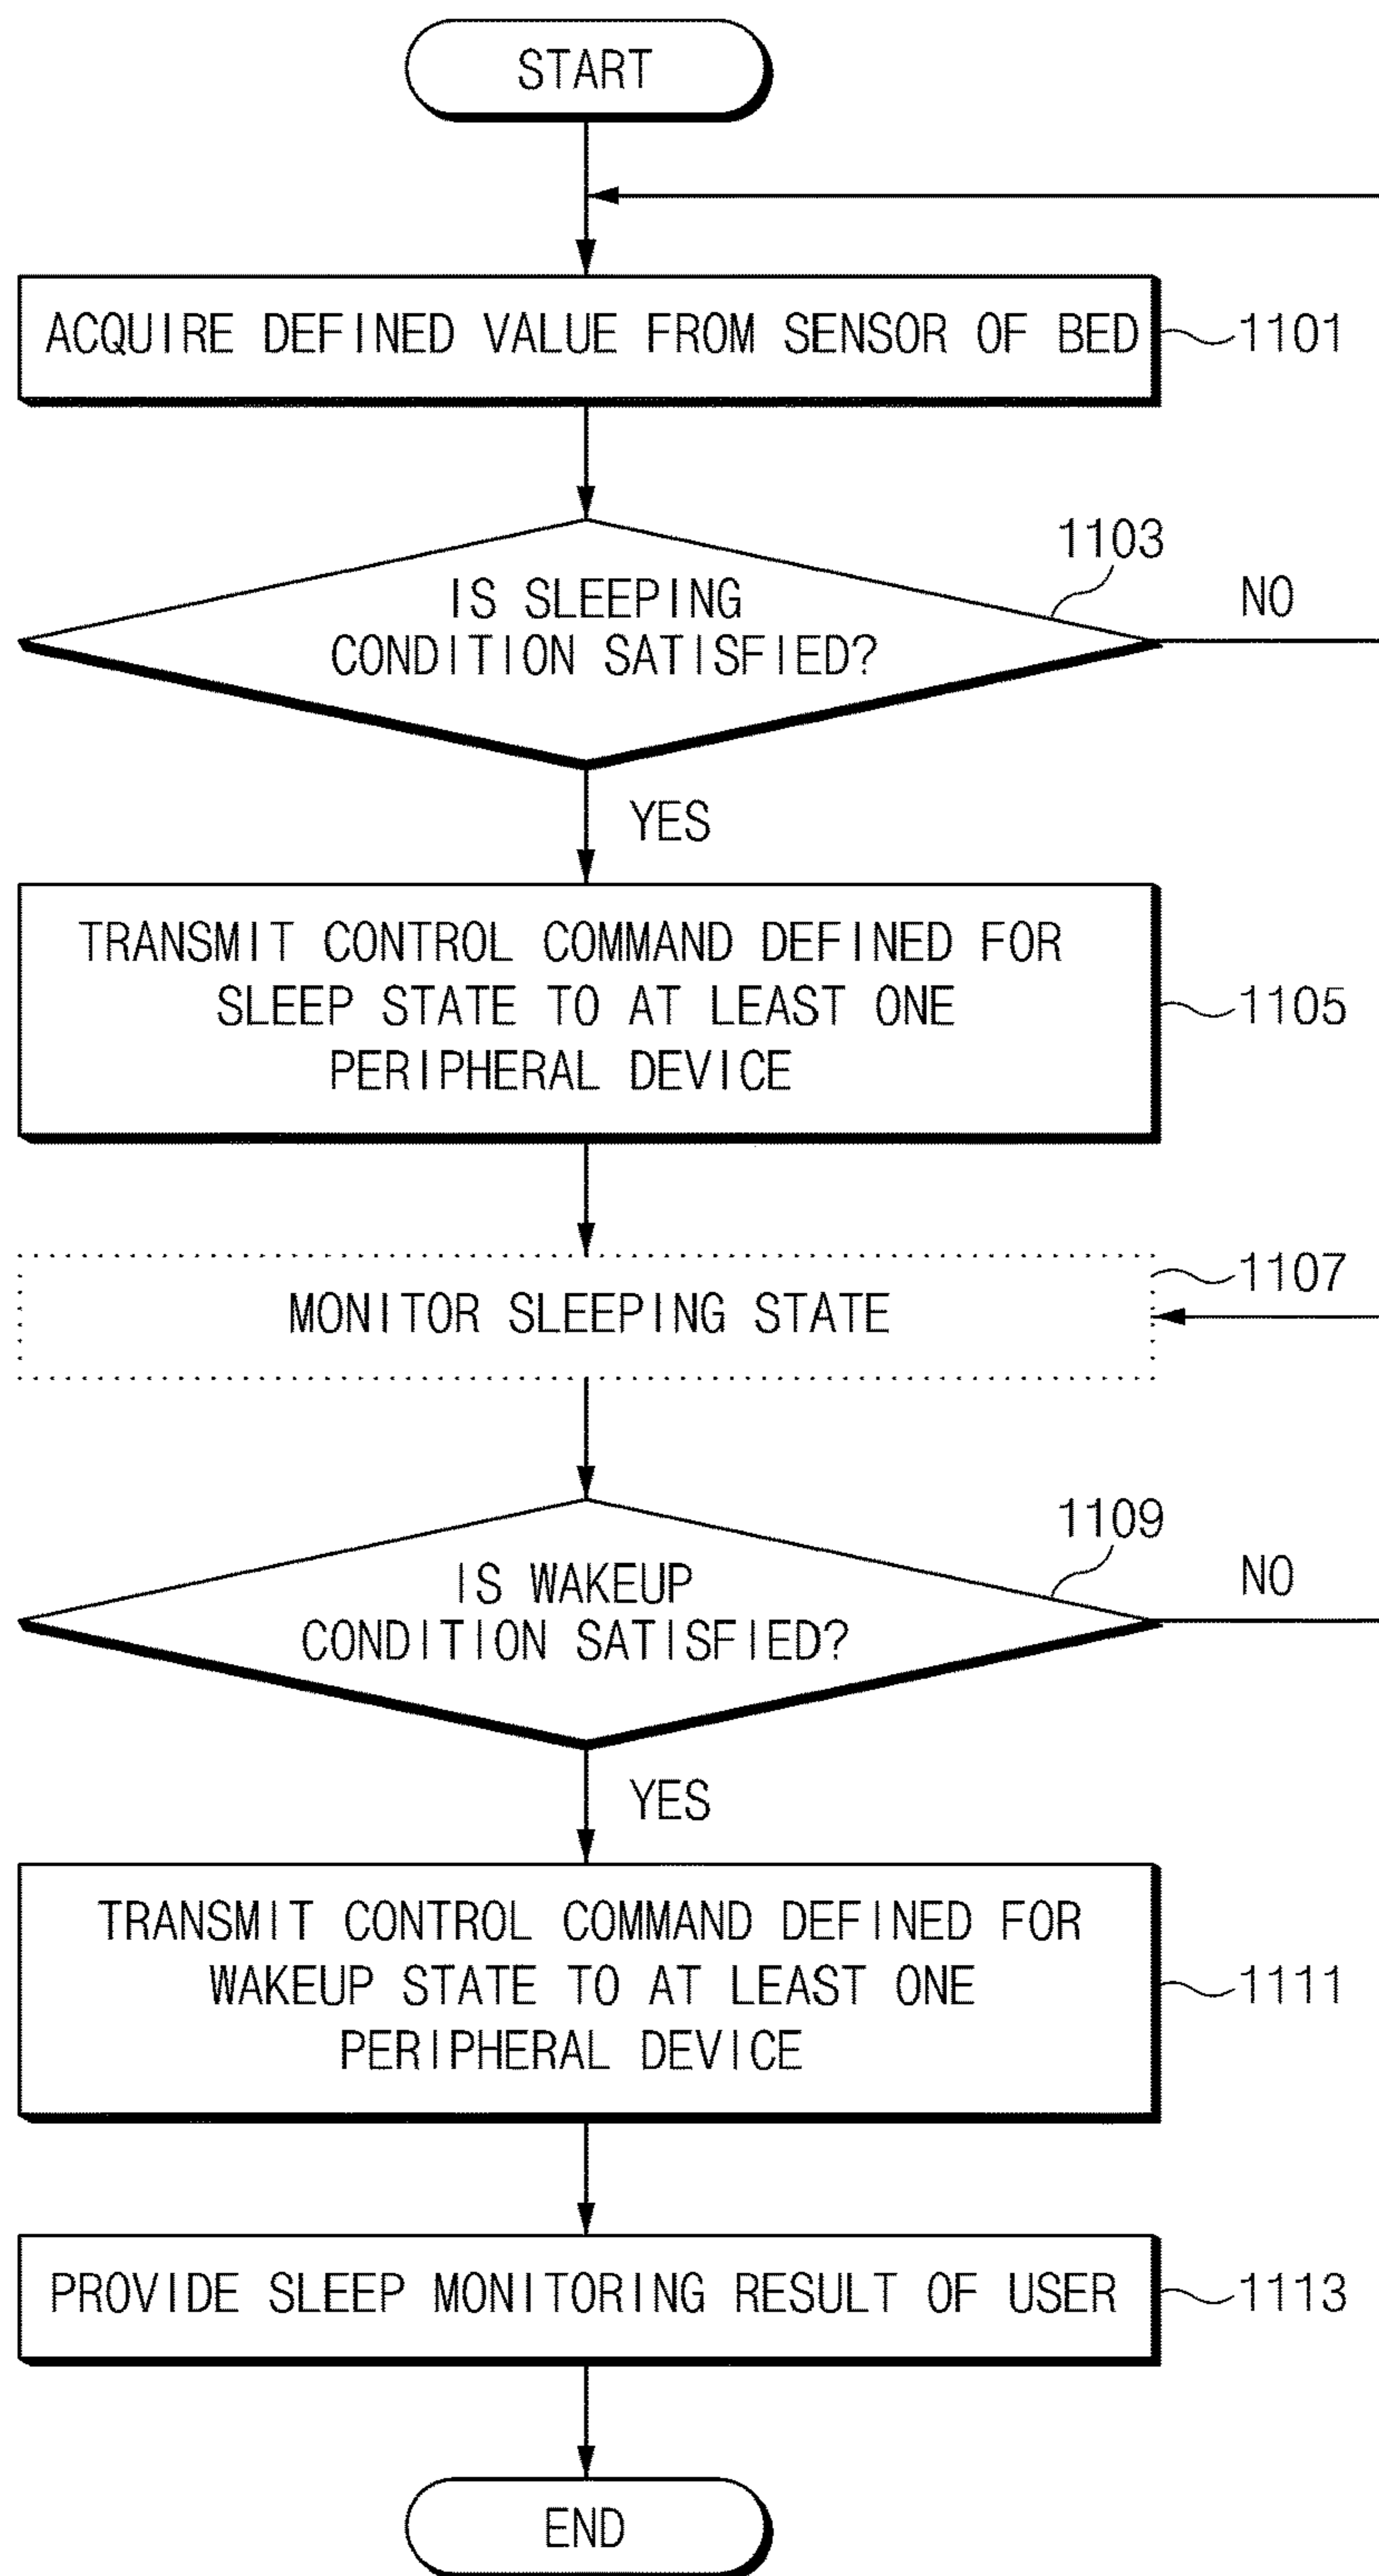 START
ACQUIRE DEFINED VALUE FROM SENSOR OF BED
1101
1103
IS SLEEPING
CONDITION SATISFIED?
NO
YES
TRANSMIT CONTROL COMMAND DEFINED FOR
SLEEP STATE TO AT LEAST ONE
PERIPHERAL DEVICE
1105
1107
MONITOR SLEEPING STATE
1109
IS WAKEUP
CONDITION SATISFIED?
NO
YES
TRANSMIT CONTROL COMMAND DEFINED FOR
WAKEUP STATE TO AT LEAST ONE
PERIPHERAL DEVICE
1111
PROVIDE SLEEP MONITORING RESULT OF USER
1113
END